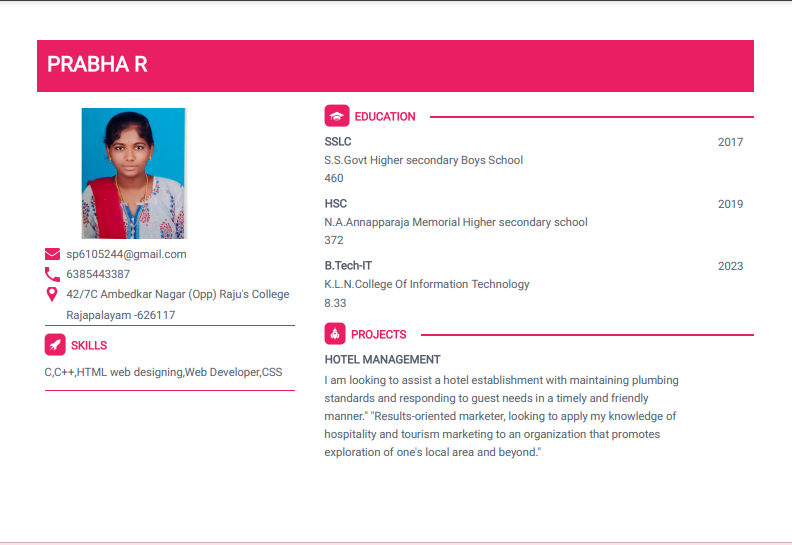 PRABHA R
sp6105244@gmail.com
6385443387
42/7C Ambedkar Nagar (Opp) Raju's College
Rajapalayam -626117
SKILLS
C,C++,HTML web designing,Web Developer,CSS
EDUCATION
SSLC 2017
S.S.Govt Higher secondary Boys School
460
HSC 2019
N.A.Annapparaja Memorial Higher secondary school
372
B.Tech-IT 2023
K.L.N.College Of Information Technology
8.33
PROJECTS
HOTEL MANAGEMENT
I am looking to assist a hotel establishment with maintaining plumbing
standards and responding to guest needs in a timely and friendly
manner." "Results-oriented marketer, looking to apply my knowledge of
hospitality and tourism marketing to an organization that promotes
exploration of one's local area and beyond."